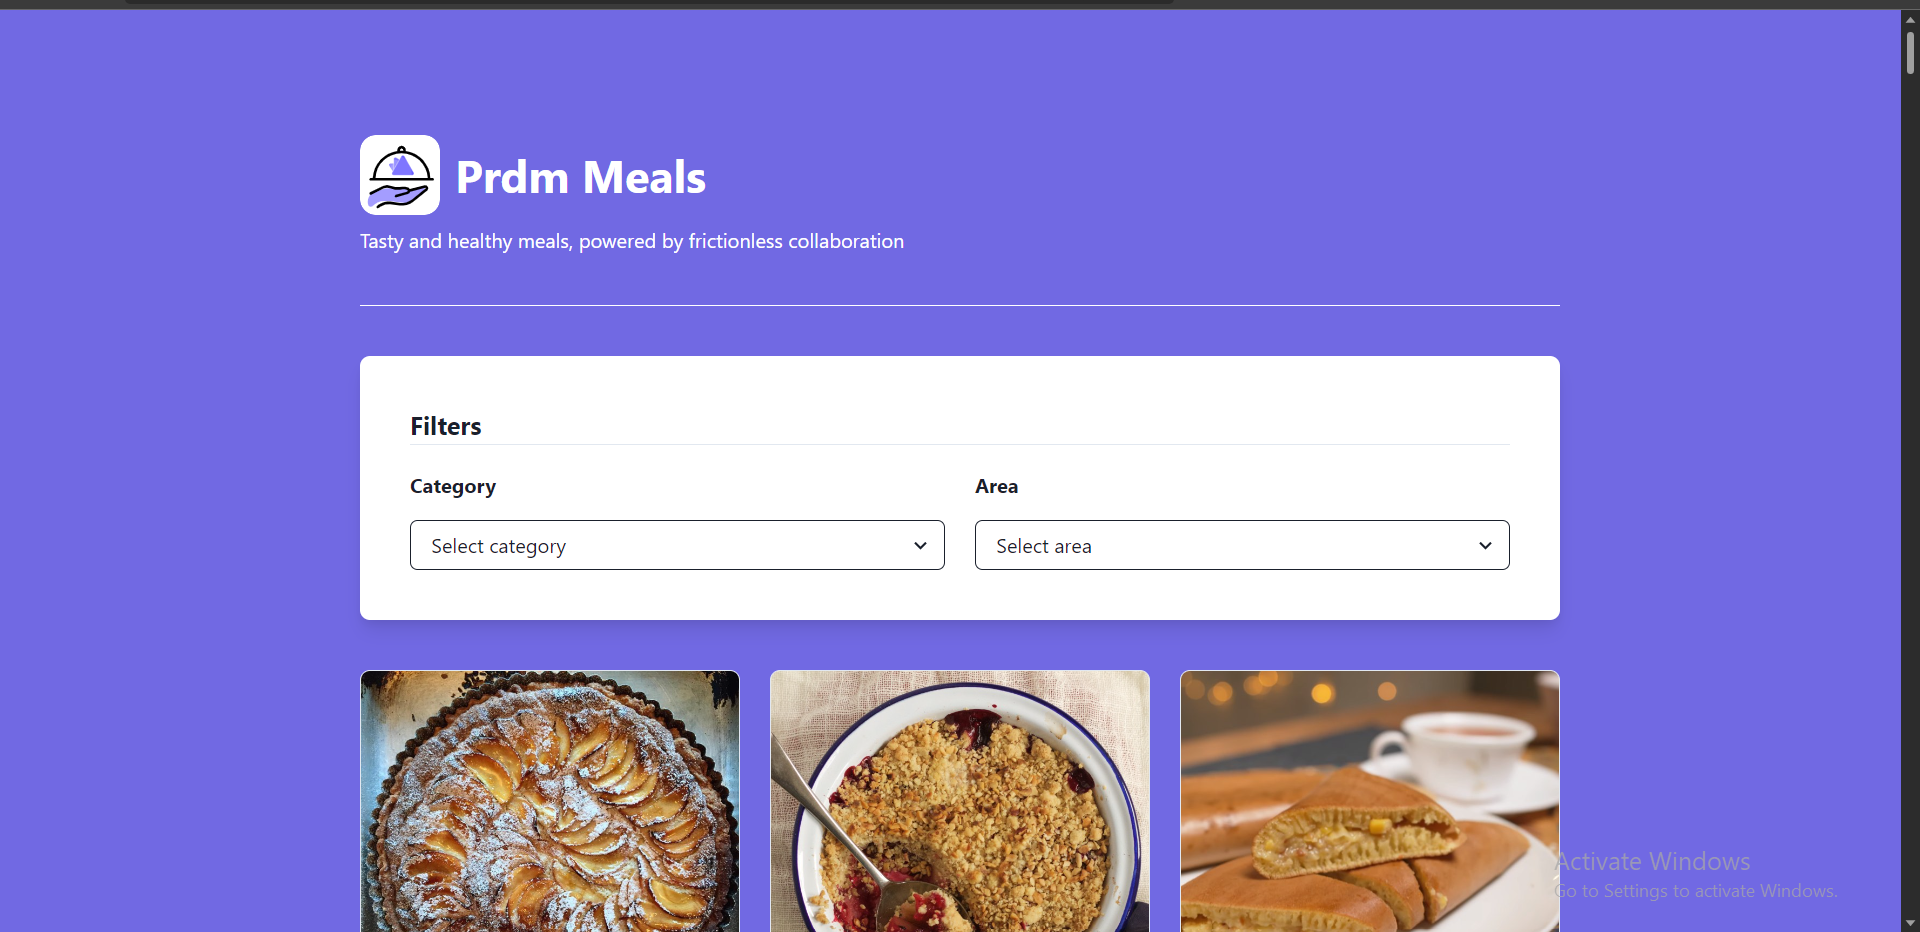 Prdm Meals
Tasty and healthy meals, powered by frictionless collaboration
Filters
Category
Area
Select category
Select area
Activate Windows
Go to Settings to activate Windows.